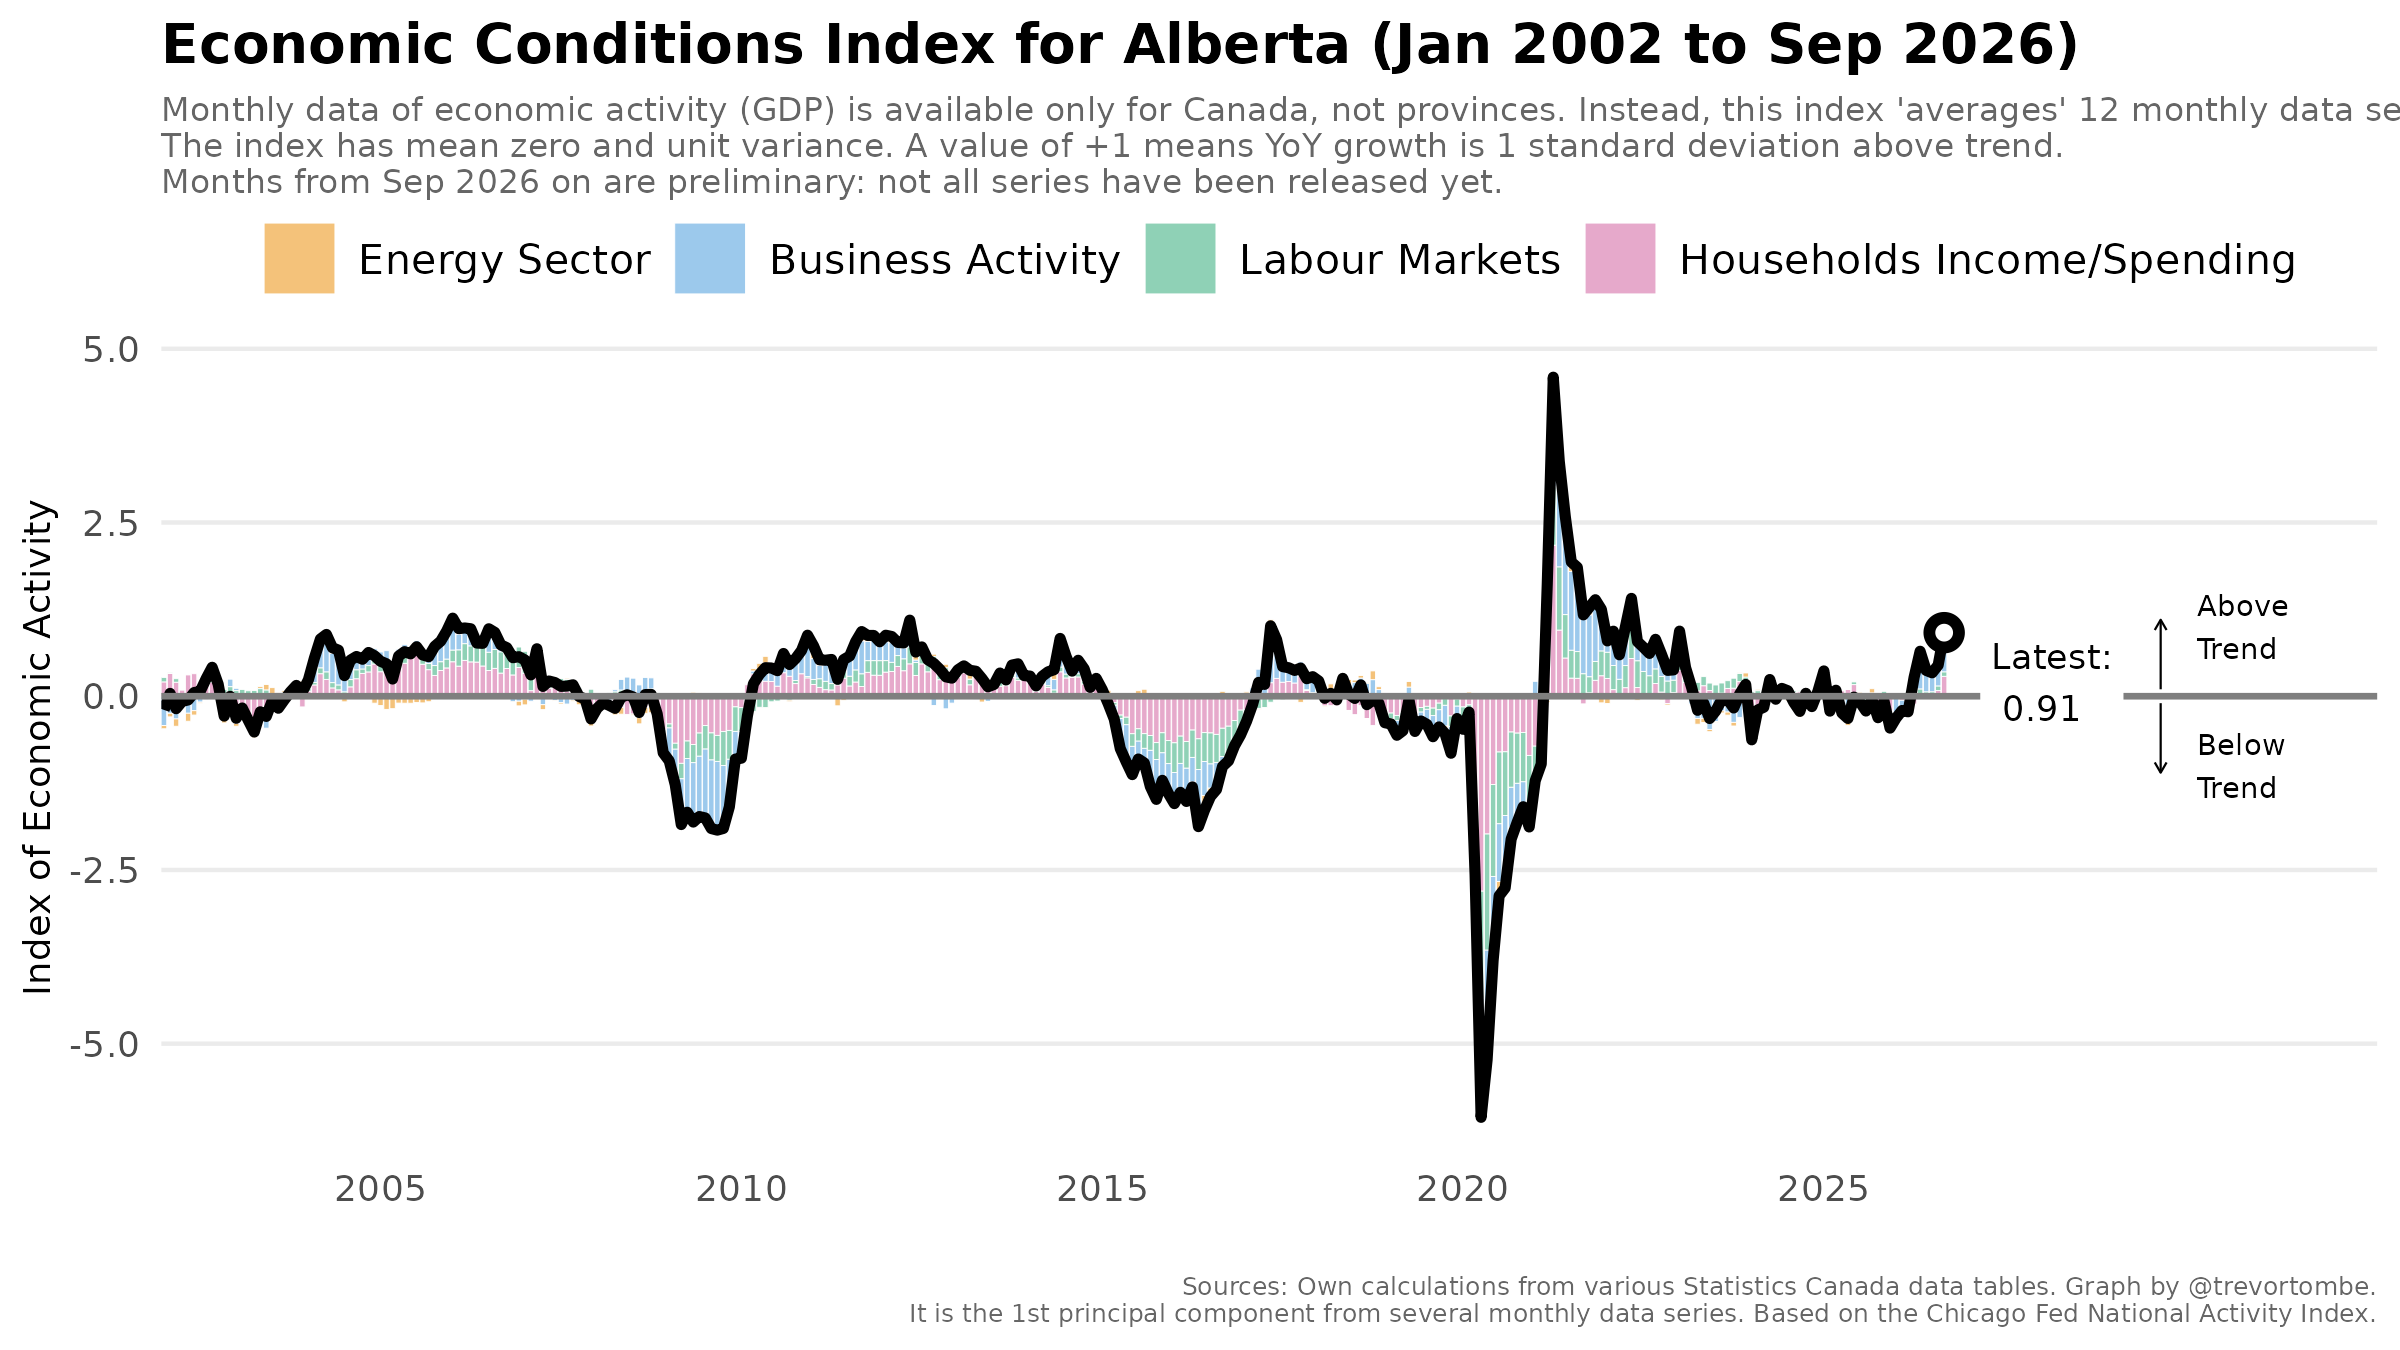 Economic Conditions Index for Alberta (Jan 2002 to Sep 2026)
Monthly data of economic activity (GDP) is available only for Canada, not provinces. Instead, this index 'averages' 12 monthly data se
The index has mean zero and unit variance. A value of +1 means YoY growth is 1 standard deviation above trend.
Months from Sep 2026 on are preliminary: not all series have been released yet.
Energy Sector Business Activity Labour Markets Households Income/Spending
Index of Economic Activity
5.0
2.5
0.0
-2.5
-5.0
Latest:
0.91
Above
Trend
Below
Trend
2005 2010 2015 2020 2025
Sources: Own calculations from various Statistics Canada data tables. Graph by @trevortombe.
It is the 1st principal component from several monthly data series. Based on the Chicago Fed National Activity Index.